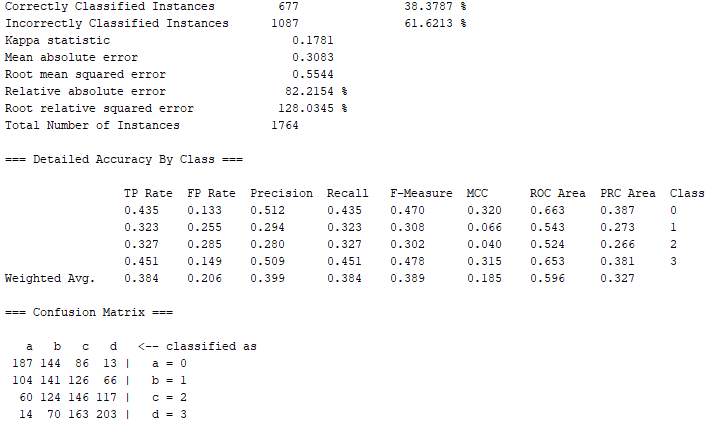 Correctly Classified Instances 677 38.3787 %
Incorrectly Classified Instances 1087 61.6213 %
Kappa statistic 0.1781
Mean absolute error 0.3083
Root mean squared error 0.5544
Relative absolute error 82.2154 %
Root relative squared error 128.0345 %
Total Number of Instances 1764
=== Detailed Accuracy By Class ===
TP Rate FP Rate Precision Recall F-Measure MCC ROC Area PRC Area Class
0.435 0.133 0.512 0.435 0.470 0.320 0.663 0.387 0
0.323 0.255 0.294 0.323 0.308 0.066 0.543 0.273 1
0.327 0.285 0.280 0.327 0.302 0.040 0.524 0.266 2
0.451 0.149 0.509 0.451 0.478 0.315 0.653 0.381 3
Weighted Avg. 0.384 0.206 0.399 0.384 0.389 0.185 0.596 0.327
=== Confusion Matrix ===
a b c d <-- classified as
187 144 86 13 | a = 0
104 141 126 66 | b = 1
60 124 146 117 | c = 2
14 70 163 203 | d = 3